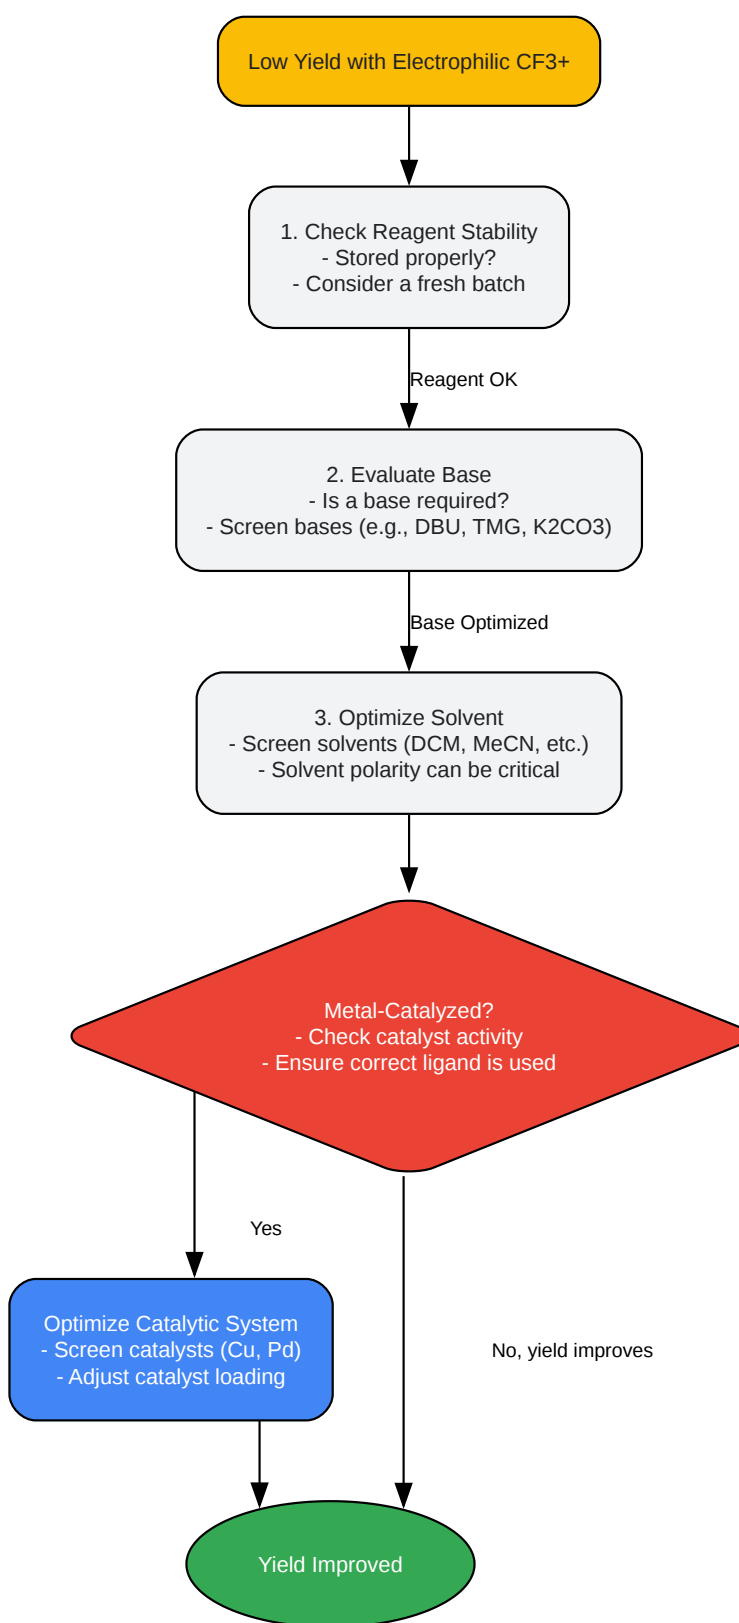 Low Yield with Electrophilic CF3+
1. Check Reagent Stability
- Stored properly?
- Consider a fresh batch
Reagent OK
2. Evaluate Base
- Is a base required?
- Screen bases (e.g., DBU, TMG, K2CO3)
Base Optimized
3. Optimize Solvent
- Screen solvents (DCM, MeCN, etc.)
- Solvent polarity can be critical
Metal-Catalyzed?
- Check catalyst activity
- Ensure correct ligand is used
Yes
Optimize Catalytic System
- Screen catalysts (Cu, Pd)
- Adjust catalyst loading
No, yield improves
Yield Improved